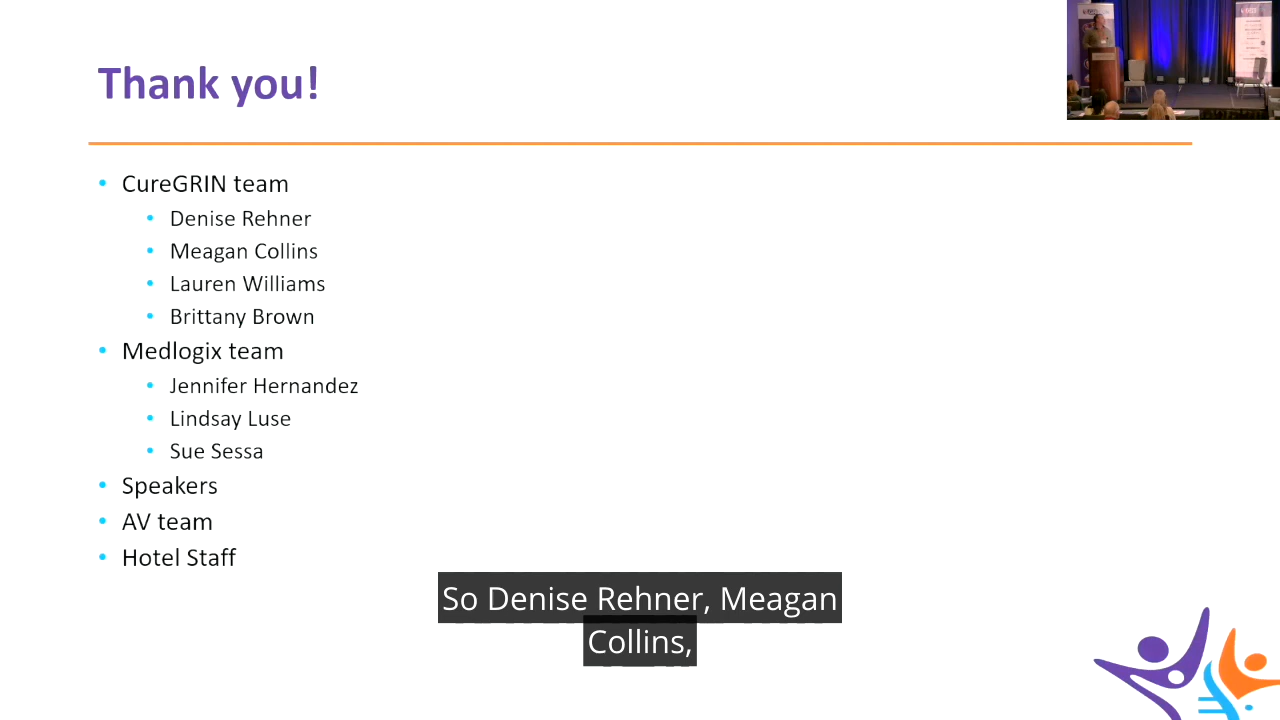 Thank you!
CureGRIN team
Denise Rehner
Meagan Collins
Lauren Williams
Brittany Brown
Medlogix team
Jennifer Hernandez
Lindsay Luse
Sue Sessa
Speakers
AV team
Hotel Staff
So Denise Rehner, Meagan
Collins,